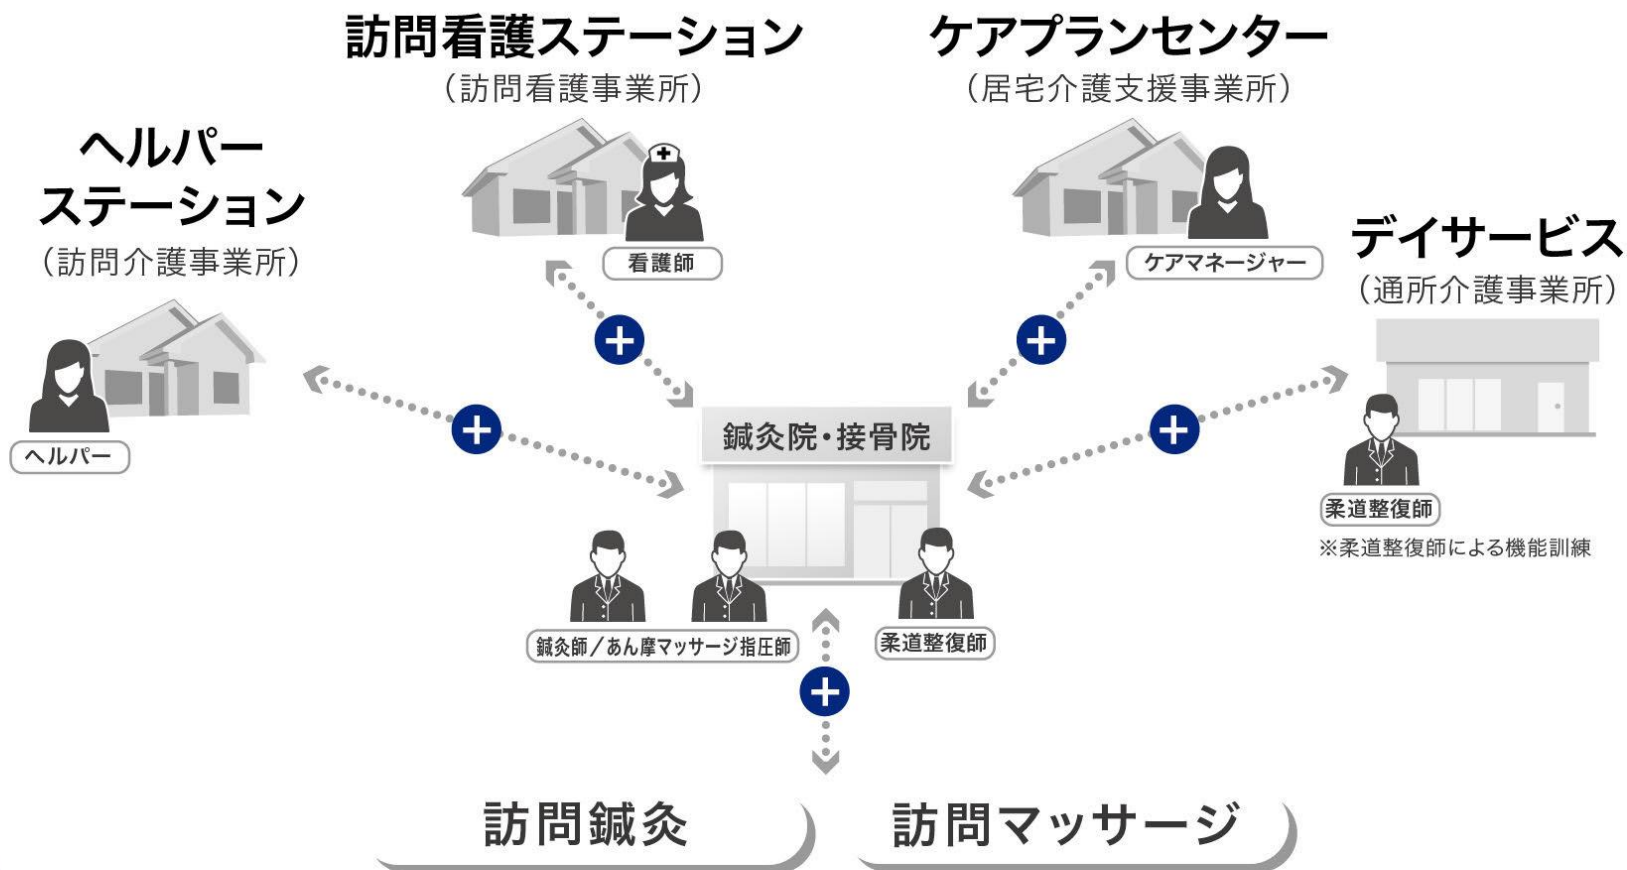 訪問看護ステーション
(訪問看護事業所)
ケアプランセンター
(居宅介護支援事業所)
ヘルパー
ステーション
(訪問介護事業所)
デイサービス
(通所介護事業所)
看護師
ケアマネージャー
ヘルパー
鍼灸院・接骨院
柔道整復師
※柔道整復師による機能訓練
鍼灸師／あん摩マッサージ指圧師
柔道整復師
訪問鍼灸
訪問マッサージ